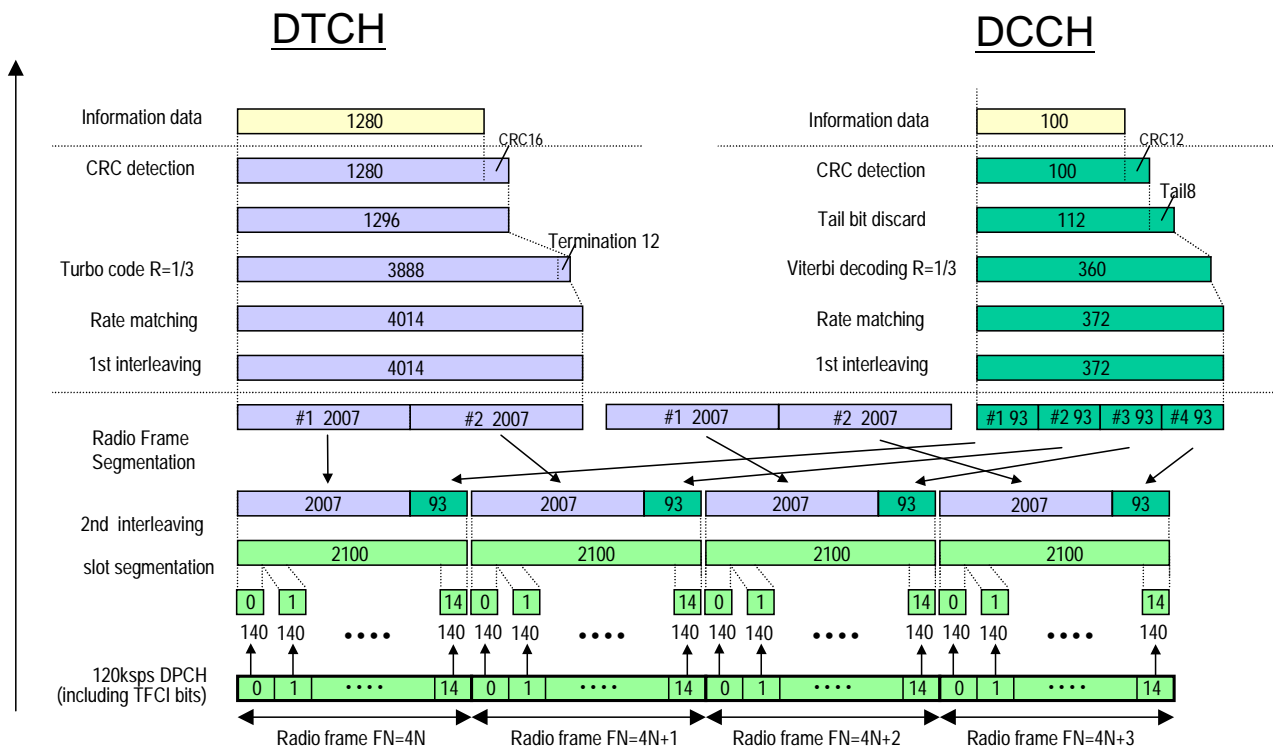 DTCH DCCH
Information data 1280 Information data 100
CRC16 CRC12
CRC detection 1280 CRC detection 100
Tail8
1296 Tail bit discard 112
Termination 12
Turbo code R=1/3 3888 Viterbi decoding R=1/3 360
Rate matching 4014 Rate matching 372
1st interleaving 4014 1st interleaving 372
#1 2007 #2 2007 #1 2007 #2 2007 #1 93 #2 93 #3 93 #4 93
Radio Frame
Segmentation
2007 93 2007 93 2007 93 2007 93
2nd interleaving
2100 2100 2100 2100
slot segmentation
0 1 14 0 1 14 0 1 14 0 1 14
140 140 •••• 140 140 140 •••• 140 140 140 •••• 140 140 140 •••• 140
120ksps DPCH
(including TFCI bits)
0 1 •••• 14 0 1 •••• 14 0 1 •••• 14 0 1 •••• 14
Radio frame FN=4N Radio frame FN=4N+1 Radio frame FN=4N+2 Radio frame FN=4N+3